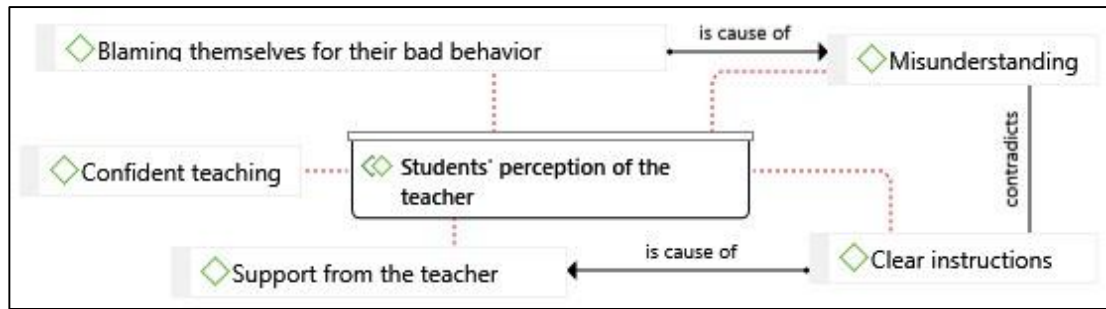 Blaming themselves for their bad behavior
is cause of
Misunderstanding
Confident teaching
Students' perception of the
teacher
contradicts
Support from the teacher
is cause of
Clear instructions